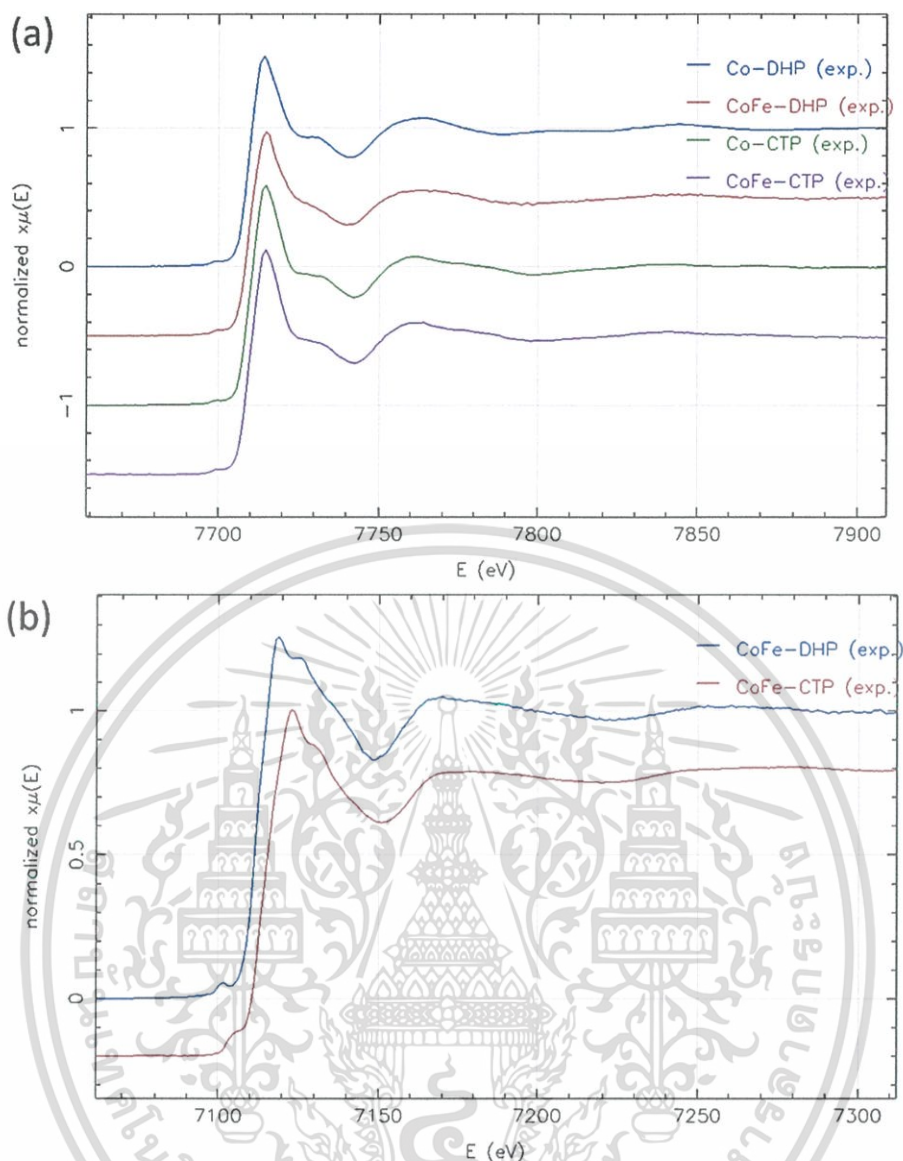 (a)
Co-DHP (exp.)
CoFe-DHP (exp.)
Co-CTP (exp.)
CoFe-CTP (exp.)
normalized xμ(E)
1
0
−1
7700 7750 7800 7850 7900
E (eV)
(b)
CoFe-DHP (exp.)
CoFe-CTP (exp.)
normalized xμ(E)
1
0.5
0
7100 7150 7200 7250 7300
E (eV)